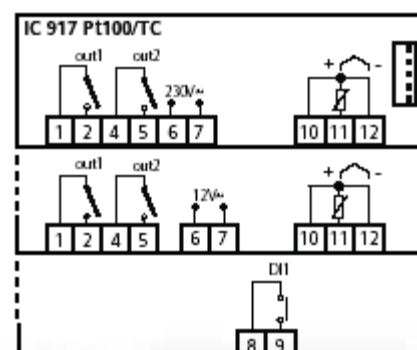 IC 917 Pt100/TC
out1 out2
230V~ + -
1 2 4 5 6 7 10 11 12
out1 out2
12V~ + -
1 2 4 5 6 7 10 11 12
DI1
8 9